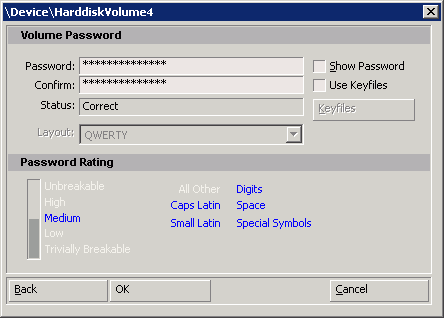 \Device\HarddiskVolume4
Volume Password
Password: ************** Show Password
Confirm: ************** Use Keyfiles
Status: Correct Keyfiles
Layout: QWERTY
Password Rating
Unbreakable All Other Digits
High Caps Latin Space
Medium Small Latin Special Symbols
Low
Trivially Breakable
Back OK Cancel